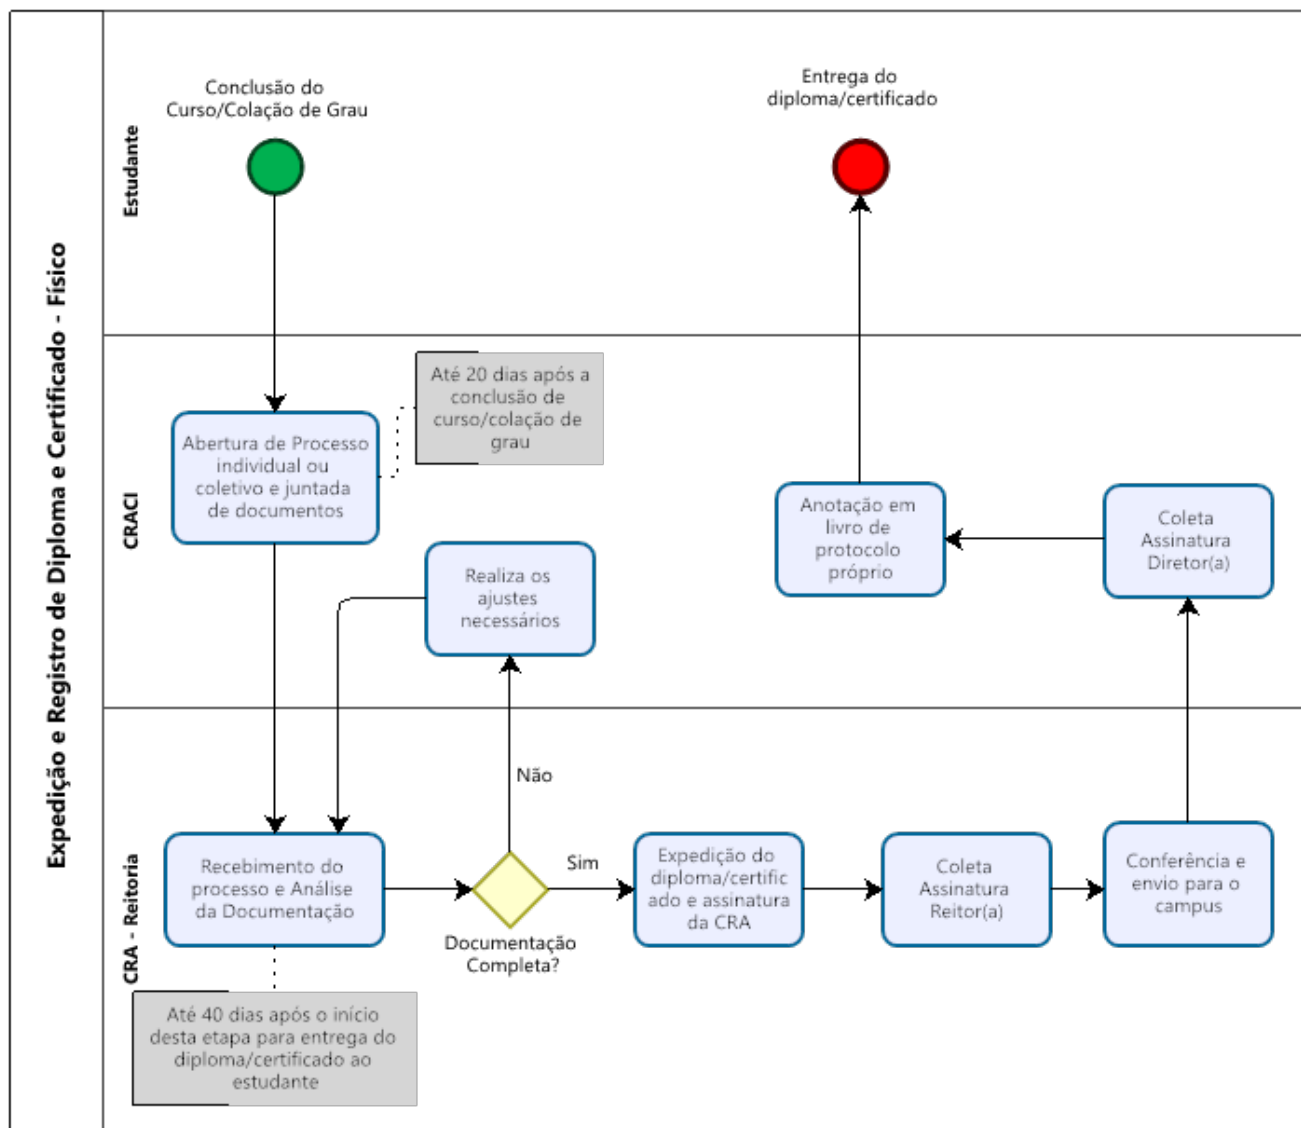 Expedição e Registro de Diploma e Certificado - Físico
Estudante
Conclusão do
Curso/Colação de Grau
Entrega do
diploma/certificado
CRACI
Até 20 dias após a
conclusão de
curso/colação de
grau
Abertura de Processo
individual ou
coletivo e juntada
de documentos
Realiza os
ajustes
necessários
Anotação em
livro de
protocolo
próprio
Coleta
Assinatura
Diretor(a)
CRA - Reitoria
Não
Sim
Recebimento do
processo e Análise
da Documentação
Documentação
Completa?
Expedição do
diploma/certific
ado e assinatura
da CRA
Coleta
Assinatura
Reitor(a)
Conferência e
envio para o
campus
Até 40 dias após o início
desta etapa para entrega do
diploma/certificado ao
estudante